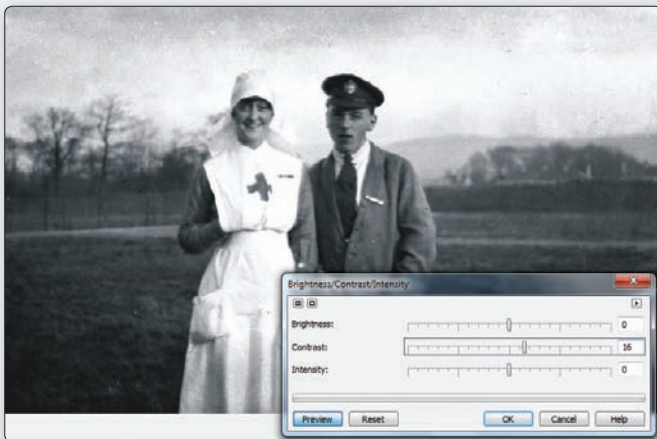 Brightness/Contrast/Intensity
Brightness: 0
Contrast: 16
Intensity: 0
Preview Reset OK Cancel Help